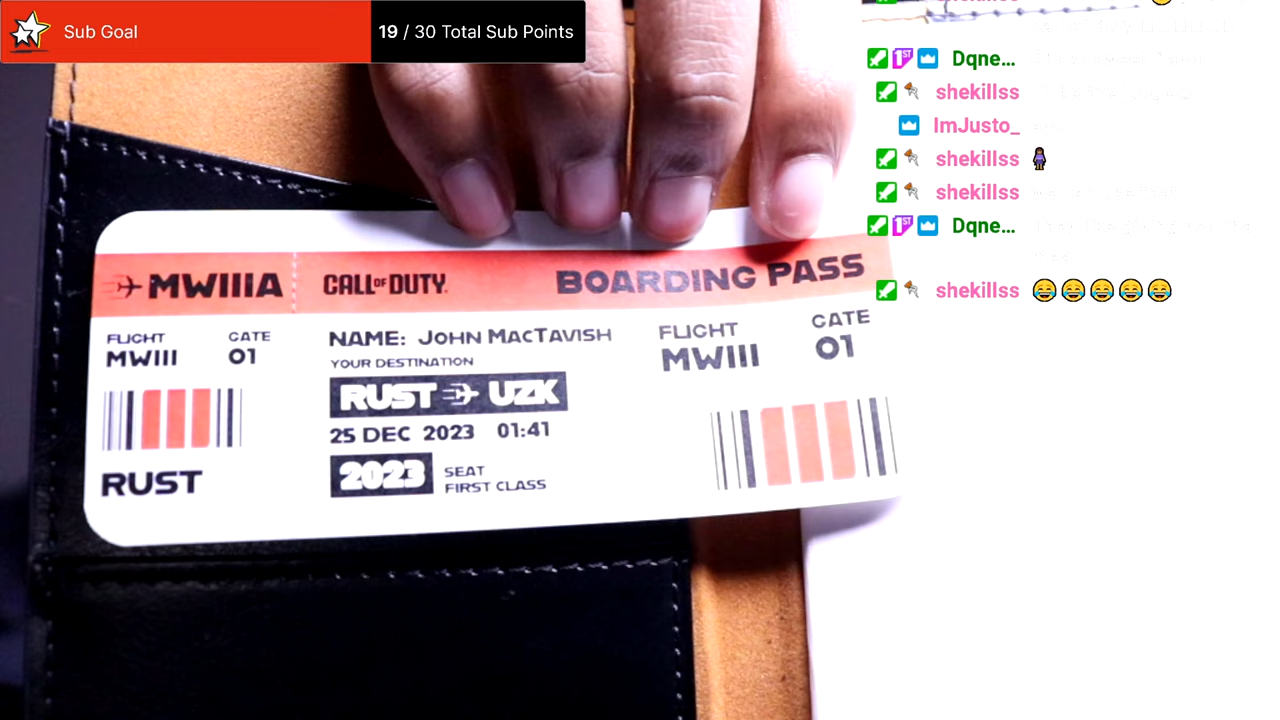 Sub Goal
19 / 30 Total Sub Points
Dqne...
shekillss
ImJusto_
shekillss
shekillss
Dqne...
shekillss
MWIIIA
CALL OF DUTY
BOARDING PASS
FLIGHT GATE
MWIII 01
RUST
NAME: JOHN MACTAVISH
YOUR DESTINATION
RUST UZK
25 DEC 2023 01:41
2023 SEAT
FIRST CLASS
FLIGHT GATE
MWIII 01